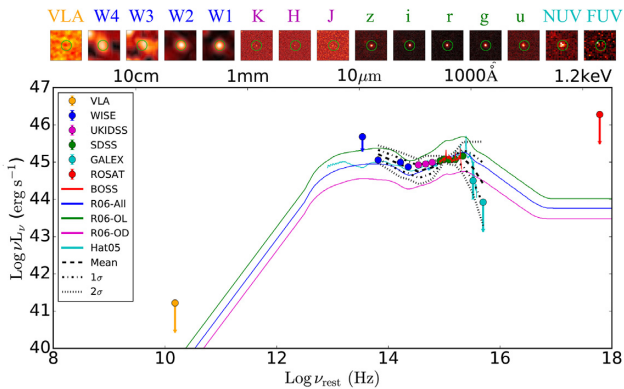 VLA W4 W3 W2 W1 K H J z i r g u NUV FUV
10cm 1mm 10μm 1000Å 1.2keV
47
46
45
44
43
42
41
40
Log νLν (erg s⁻¹)
VLA
WISE
UKIDSS
SDSS
GALEX
ROSAT
BOSS
R06-All
R06-OL
R06-OD
Hat05
Mean
1σ
2σ
8 10 12 14 16 18
Log νrest (Hz)